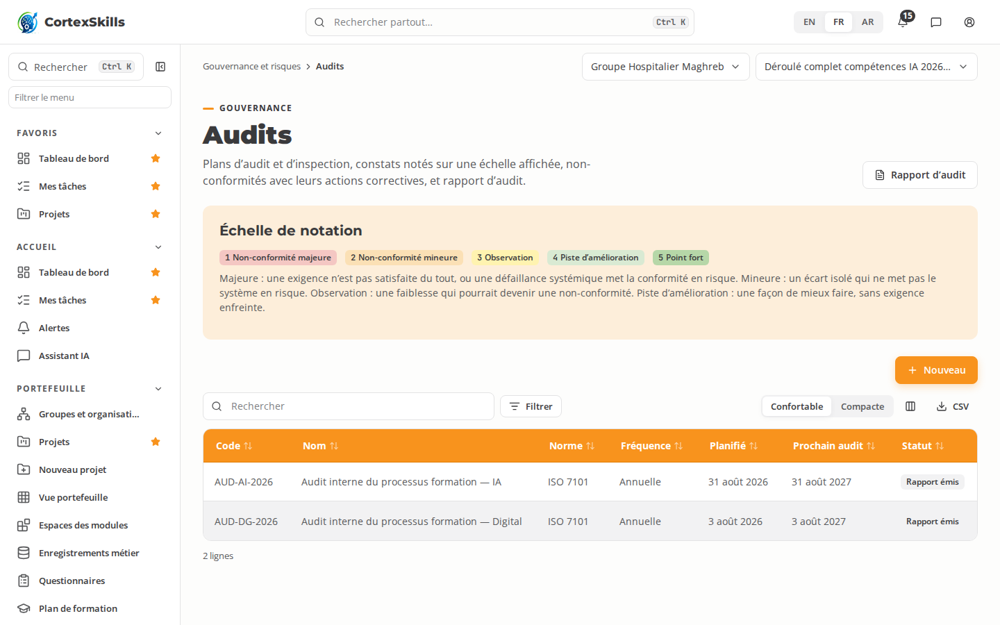 CortexSkills
Rechercher partout...
Ctrl K
EN FR AR
15
Rechercher Ctrl K
Filtrer le menu
FAVORIS
Tableau de bord
Mes tâches
Projets
ACCUEIL
Tableau de bord
Mes tâches
Alertes
Assistant IA
PORTEFEUILLE
Groupes et organisati...
Projets
Nouveau projet
Vue portefeuille
Espaces des modules
Enregistrements métier
Questionnaires
Plan de formation
Gouvernance et risques > Audits
Groupe Hospitalier Maghreb
Déroulé complet compétences IA 2026...
GOUVERNANCE
Audits
Plans d’audit et d’inspection, constats notés sur une échelle affichée, non-
conformités avec leurs actions correctives, et rapport d’audit.
Rapport d’audit
Échelle de notation
1 Non-conformité majeure 2 Non-conformité mineure 3 Observation 4 Piste d’amélioration 5 Point fort
Majeure : une exigence n’est pas satisfaite du tout, ou une défaillance systémique met la conformité en risque. Mineure : un écart isolé qui ne met pas le
système en risque. Observation : une faiblesse qui pourrait devenir une non-conformité. Piste d’amélioration : une façon de mieux faire, sans exigence
enfreinte.
+ Nouveau
Rechercher
Filtrer
Confortable Compacte
CSV
Code Nom Norme Fréquence Planifié Prochain audit Statut
AUD-AI-2026 Audit interne du processus formation — IA ISO 7101 Annuelle 31 août 2026 31 août 2027 Rapport émis
AUD-DG-2026 Audit interne du processus formation — Digital ISO 7101 Annuelle 3 août 2026 3 août 2027 Rapport émis
2 lignes